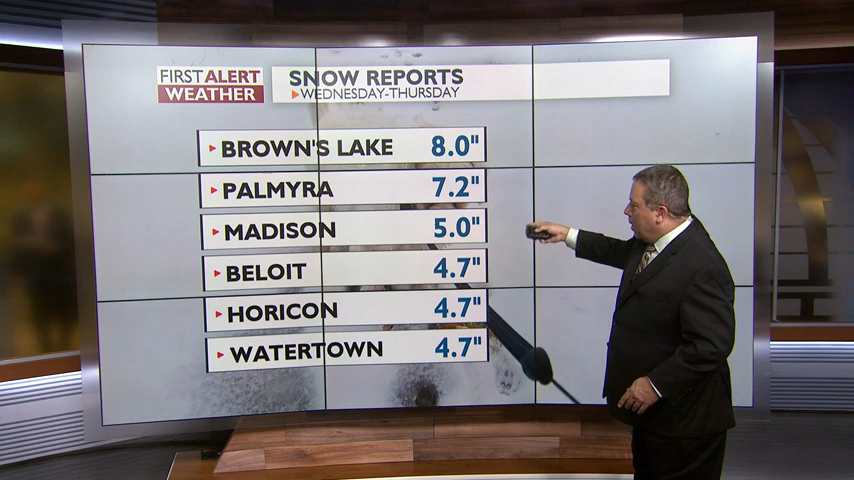 FIRST ALERT
WEATHER
SNOW REPORTS
WEDNESDAY-THURSDAY
BROWN'S LAKE 8.0"
PALMYRA 7.2"
MADISON 5.0"
BELOIT 4.7"
HORICON 4.7"
WATERTOWN 4.7"